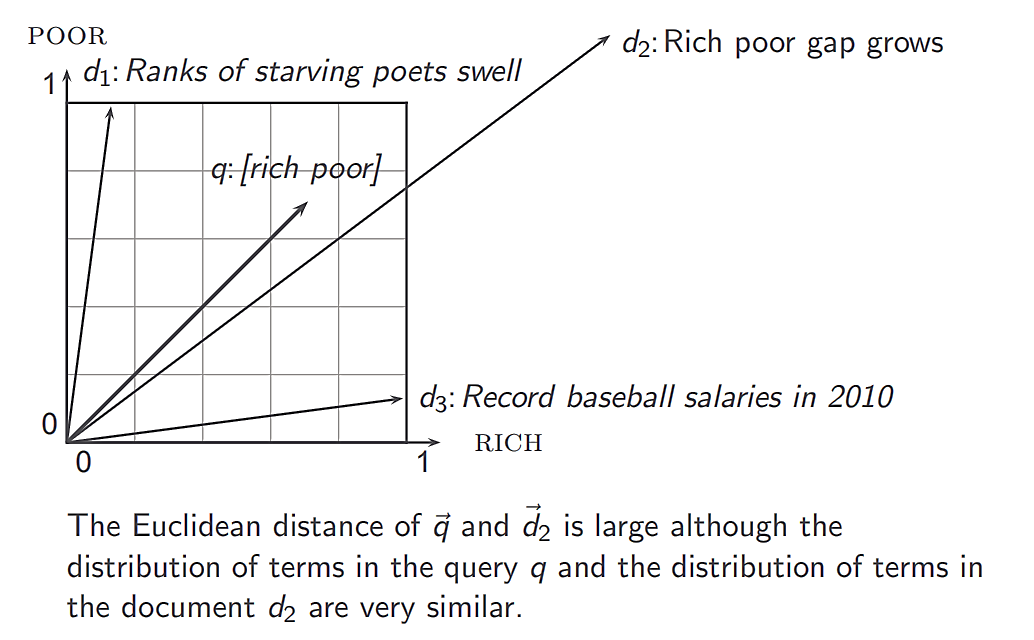 POOR
d₂: Rich poor gap grows
1
d₁: Ranks of starving poets swell
q: [rich poor]
d₃: Record baseball salaries in 2010
0
RICH
0
1
The Euclidean distance of q⃗ and d⃗₂ is large although the
distribution of terms in the query q and the distribution of terms in
the document d₂ are very similar.